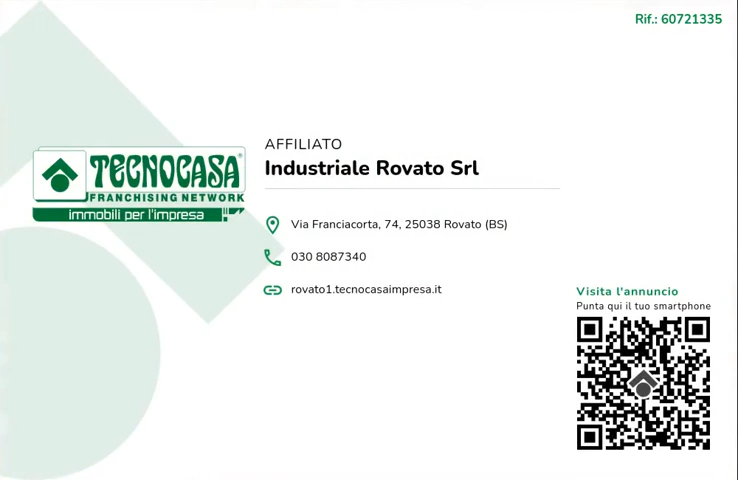 Rif.: 60721335
AFFILIATO
Industriale Rovato Srl
TECNOCASA®
FRANCHISING NETWORK
immobili per l'impresa
Via Franciacorta, 74, 25038 Rovato (BS)
030 8087340
rovato1.tecnocasaimpresa.it
Visita l'annuncio
Punta qui il tuo smartphone